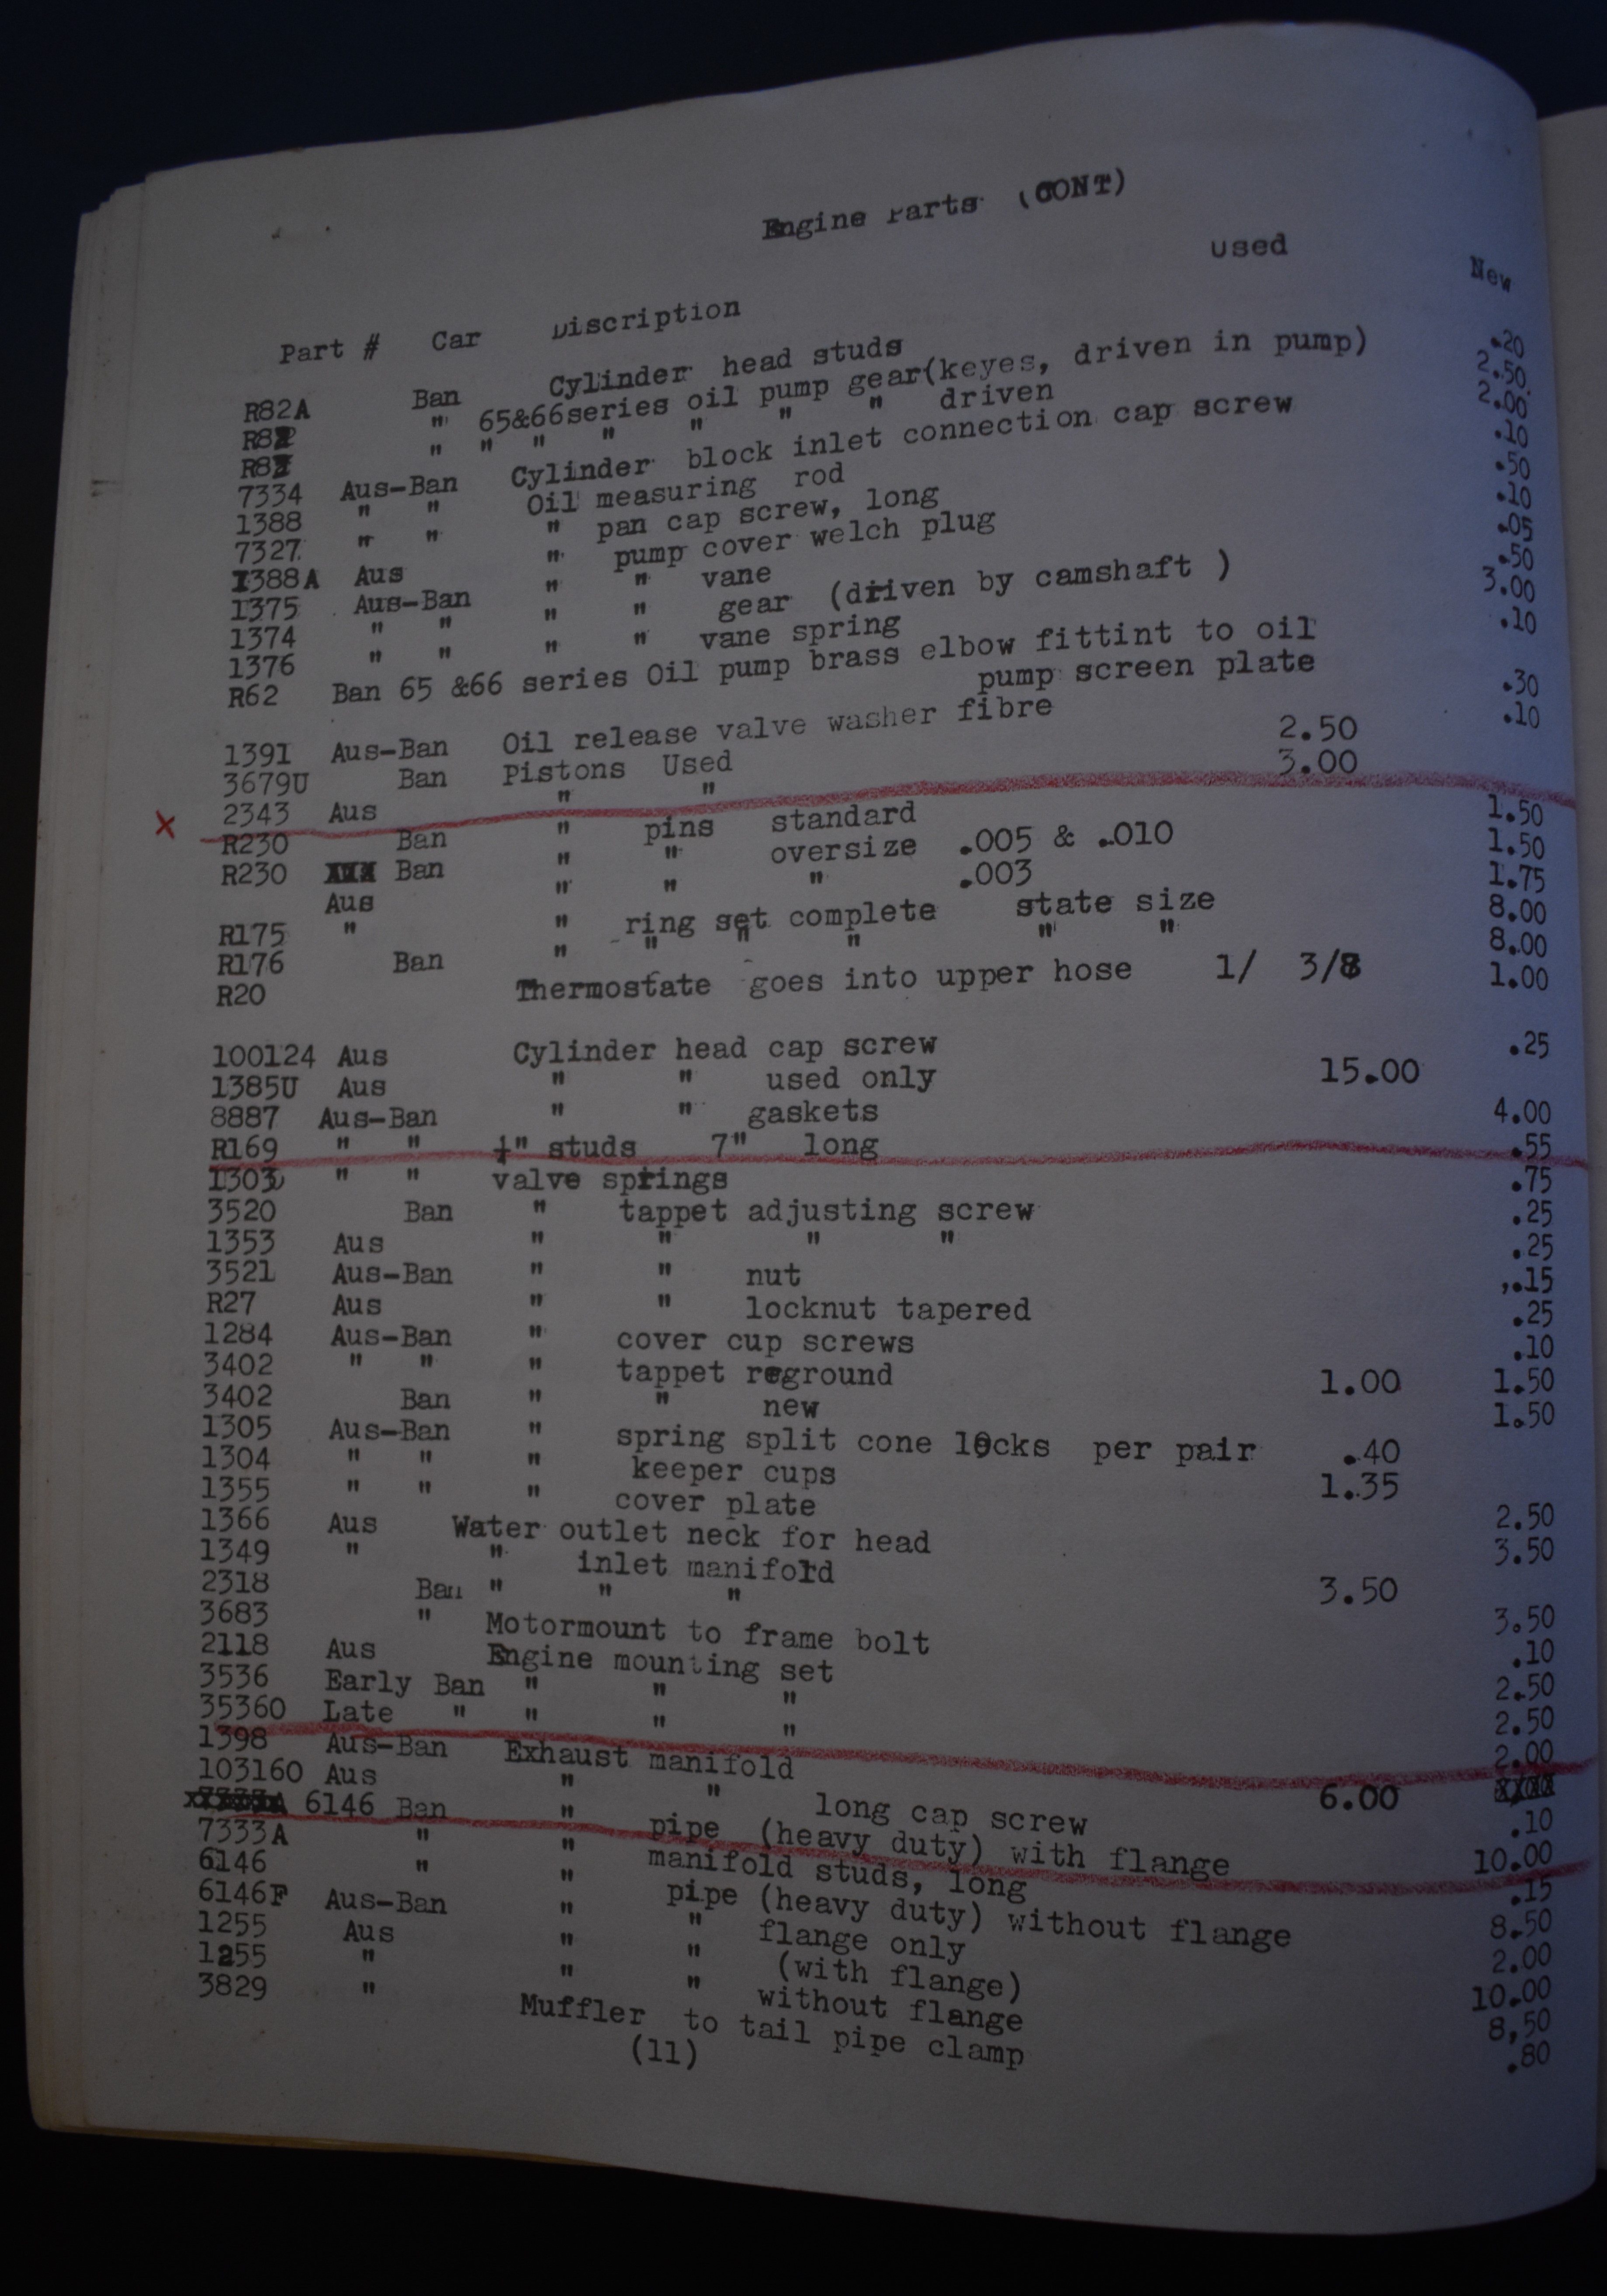 Engine Parts (CONT)
Used New
Part # Car Discription
R82A Ban Cylinder head studs .20
R82 " 65&66series oil pump gear(keyes, driven in pump) 2.50
" " " " " " " driven 2.00
7334 Aus-Ban Cylinder block inlet connection cap screw .10
1388 " " Oil measuring rod .50
7327 " " " pan cap screw, long .10
1388A Aus " pump cover welch plug .05
1375 Aus-Ban " " vane .50
1374 " " " " gear (driven by camshaft ) 3.00
1376 " " " " vane spring .10
R62 Ban 65 &66 series Oil pump brass elbow fittint to oil
pump screen plate .30
1391 Aus-Ban Oil release valve washer fibre .10
3679U Ban Pistons Used 2.50
2343 Aus " " 3.00
x R230 Ban " pins standard 1.50
R230 Ban " " oversize .005 & .010 1.50
Aus " " " .003 1.75
R175 " " ring set complete state size 8.00
R176 Ban " " " " " " 8.00
R20 Thermostate goes into upper hose 1/ 3/8 1.00
100124 Aus Cylinder head cap screw .25
1385U Aus " " used only 15.00
8887 Aus-Ban " " gaskets 4.00
R169 " " " studs 7" long .55
1303 " " valve springs .75
3520 Ban " tappet adjusting screw .25
1353 Aus " " " " .25
3521 Aus-Ban " " nut ,.15
R27 Aus " " locknut tapered .25
1284 Aus-Ban " cover cup screws .10
3402 " " " tappet reground 1.00 1.50
3402 Ban " " new 1.50
1305 Aus-Ban " spring split cone locks per pair .40
1304 " " " keeper cups 1.35
1355 " " " cover plate 2.50
1366 Aus Water outlet neck for head 3.50
1349 " " inlet manifold 3.50
2318 Ban " " " 3.50
3683 " Motormount to frame bolt .10
2118 Aus Engine mounting set 2.50
3536 Early Ban " " " 2.50
35360 Late " " " " 2.00
1398 Aus-Ban Exhaust manifold 6.00
103160 Aus " " long cap screw .10
6146 Ban " pipe (heavy duty) with flange 10.00
7333A " " manifold studs, long .15
6146 " " pipe (heavy duty) without flange 8.50
6146F Aus-Ban " " flange only 2.00
1255 Aus " " (with flange) 10.00
1255 " " " without flange 8,50
3829 " Muffler to tail pipe clamp .80
(11)